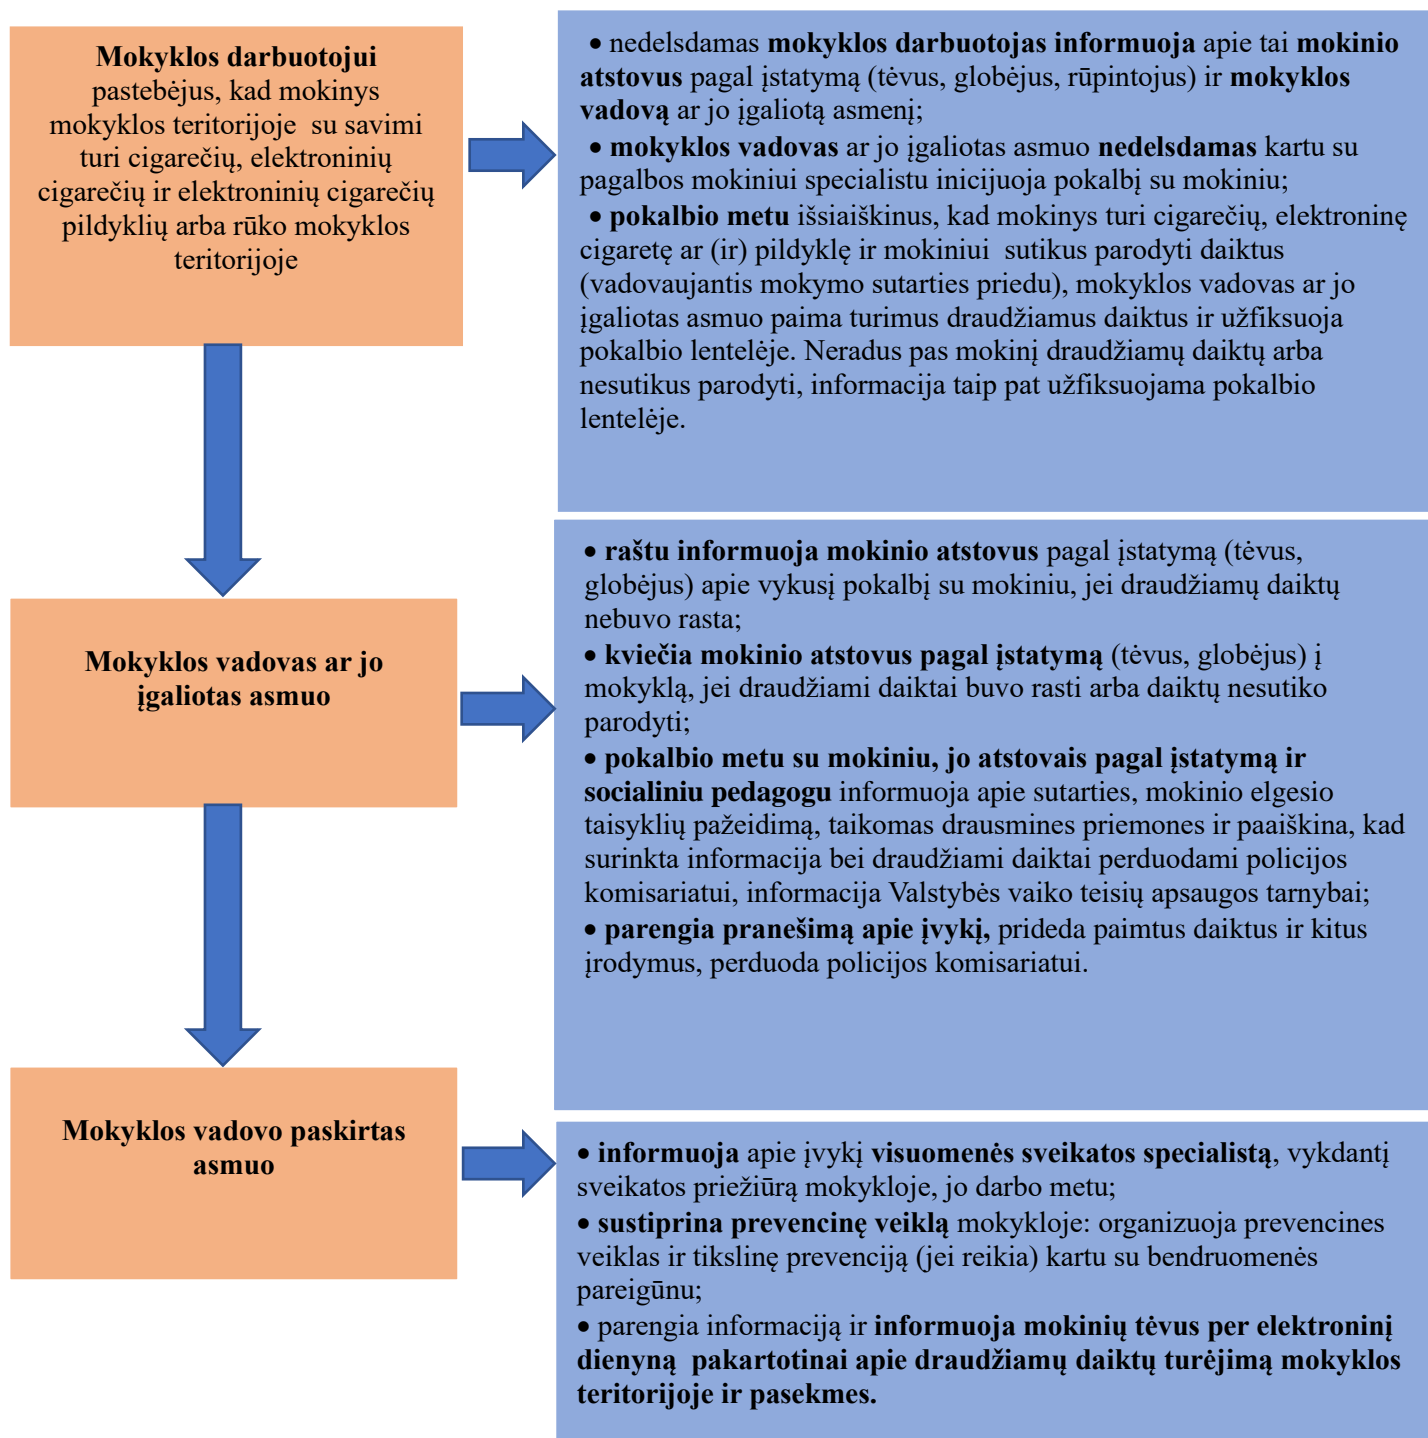 Mokyklos darbuotojui
pastebėjus, kad mokinys
mokyklos teritorijoje  su savimi
turi cigarečių, elektroninių
cigarečių ir elektroninių cigarečių
pildyklių arba rūko mokyklos
teritorijoje
• nedelsdamas mokyklos darbuotojas informuoja apie tai mokinio
atstovus pagal įstatymą (tėvus, globėjus, rūpintojus) ir mokyklos
vadovą ar jo įgaliotą asmenį;
• mokyklos vadovas ar jo įgaliotas asmuo nedelsdamas kartu su
pagalbos mokiniui specialistu inicijuoja pokalbį su mokiniu;
• pokalbio metu išsiaiškinus, kad mokinys turi cigarečių, elektroninę
cigaretę ar (ir) pildyklę ir mokiniui  sutikus parodyti daiktus
(vadovaujantis mokymo sutarties priedu), mokyklos vadovas ar jo
įgaliotas asmuo paima turimus draudžiamus daiktus ir užfiksuoja
pokalbio lentelėje. Neradus pas mokinį draudžiamų daiktų arba
nesutikus parodyti, informacija taip pat užfiksuojama pokalbio
lentelėje.
Mokyklos vadovas ar jo
įgaliotas asmuo
• raštu informuoja mokinio atstovus pagal įstatymą (tėvus,
globėjus) apie vykusį pokalbį su mokiniu, jei draudžiamų daiktų
nebuvo rasta;
• kviečia mokinio atstovus pagal įstatymą (tėvus, globėjus) į
mokyklą, jei draudžiami daiktai buvo rasti arba daiktų nesutiko
parodyti;
• pokalbio metu su mokiniu, jo atstovais pagal įstatymą ir
socialiniu pedagogu informuoja apie sutarties, mokinio elgesio
taisyklių pažeidimą, taikomas drausmines priemones ir paaiškina, kad
surinkta informacija bei draudžiami daiktai perduodami policijos
komisariatui, informacija Valstybės vaiko teisių apsaugos tarnybai;
• parengia pranešimą apie įvykį, prideda paimtus daiktus ir kitus
įrodymus, perduoda policijos komisariatui.
Mokyklos vadovo paskirtas
asmuo
• informuoja apie įvykį visuomenės sveikatos specialistą, vykdantį
sveikatos priežiūrą mokykloje, jo darbo metu;
• sustiprina prevencinę veiklą mokykloje: organizuoja prevencines
veiklas ir tikslinę prevenciją (jei reikia) kartu su bendruomenės
pareigūnu;
• parengia informaciją ir informuoja mokinių tėvus per elektroninį
dienyną  pakartotinai apie draudžiamų daiktų turėjimą mokyklos
teritorijoje ir pasekmes.